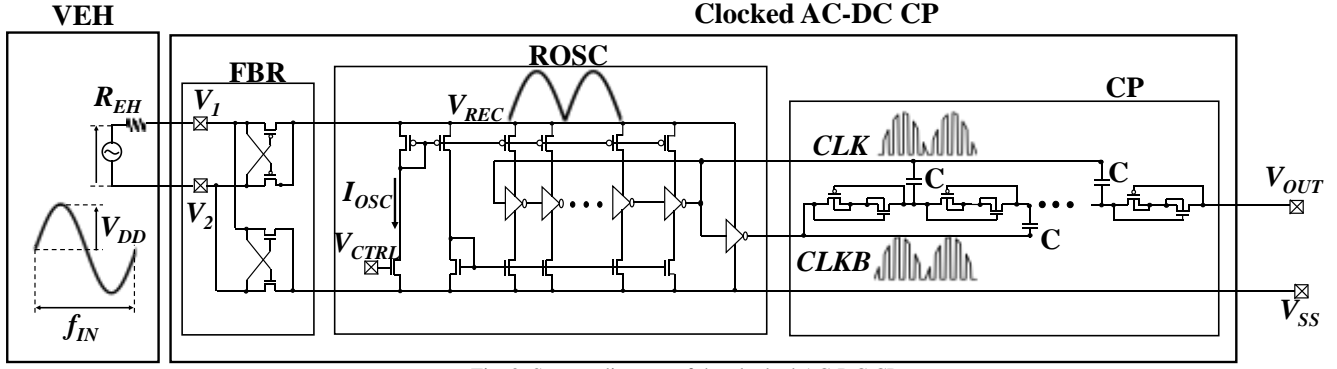 VEH
Clocked AC-DC CP
FBR
ROSC
CP
R_EH
V_1
V_REC
CLK
C
C
V_OUT
I_OSC
V_2
V_DD
V_CTRL
C
CLKB
f_IN
V_SS